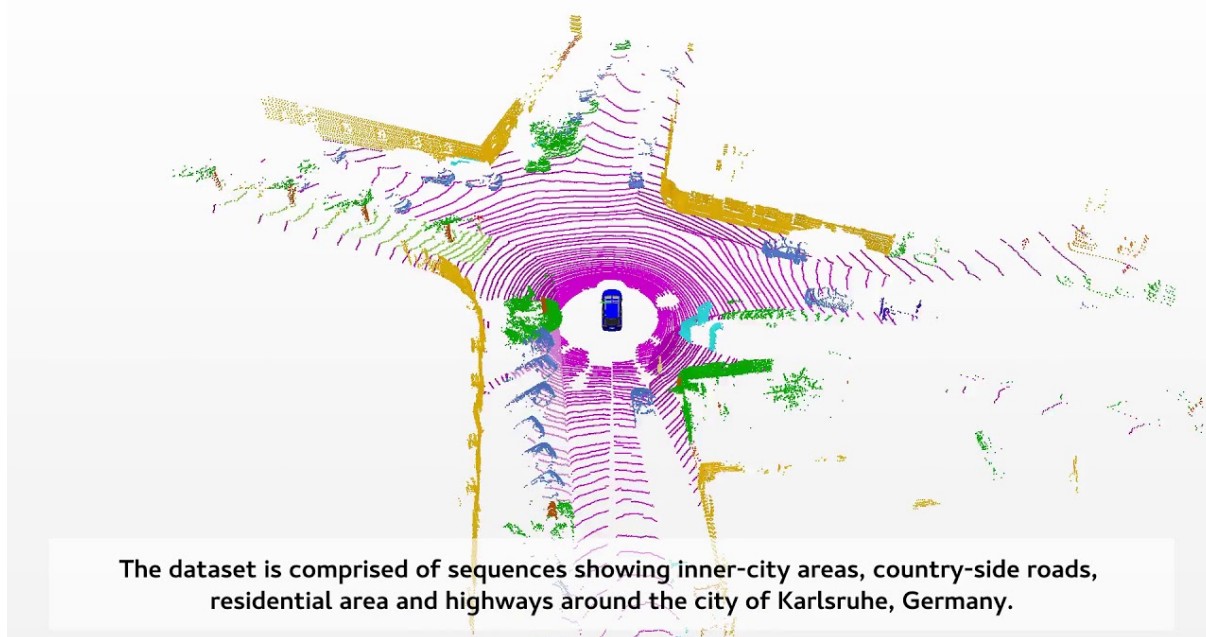 The dataset is comprised of sequences showing inner-city areas, country-side roads,
residential area and highways around the city of Karlsruhe, Germany.